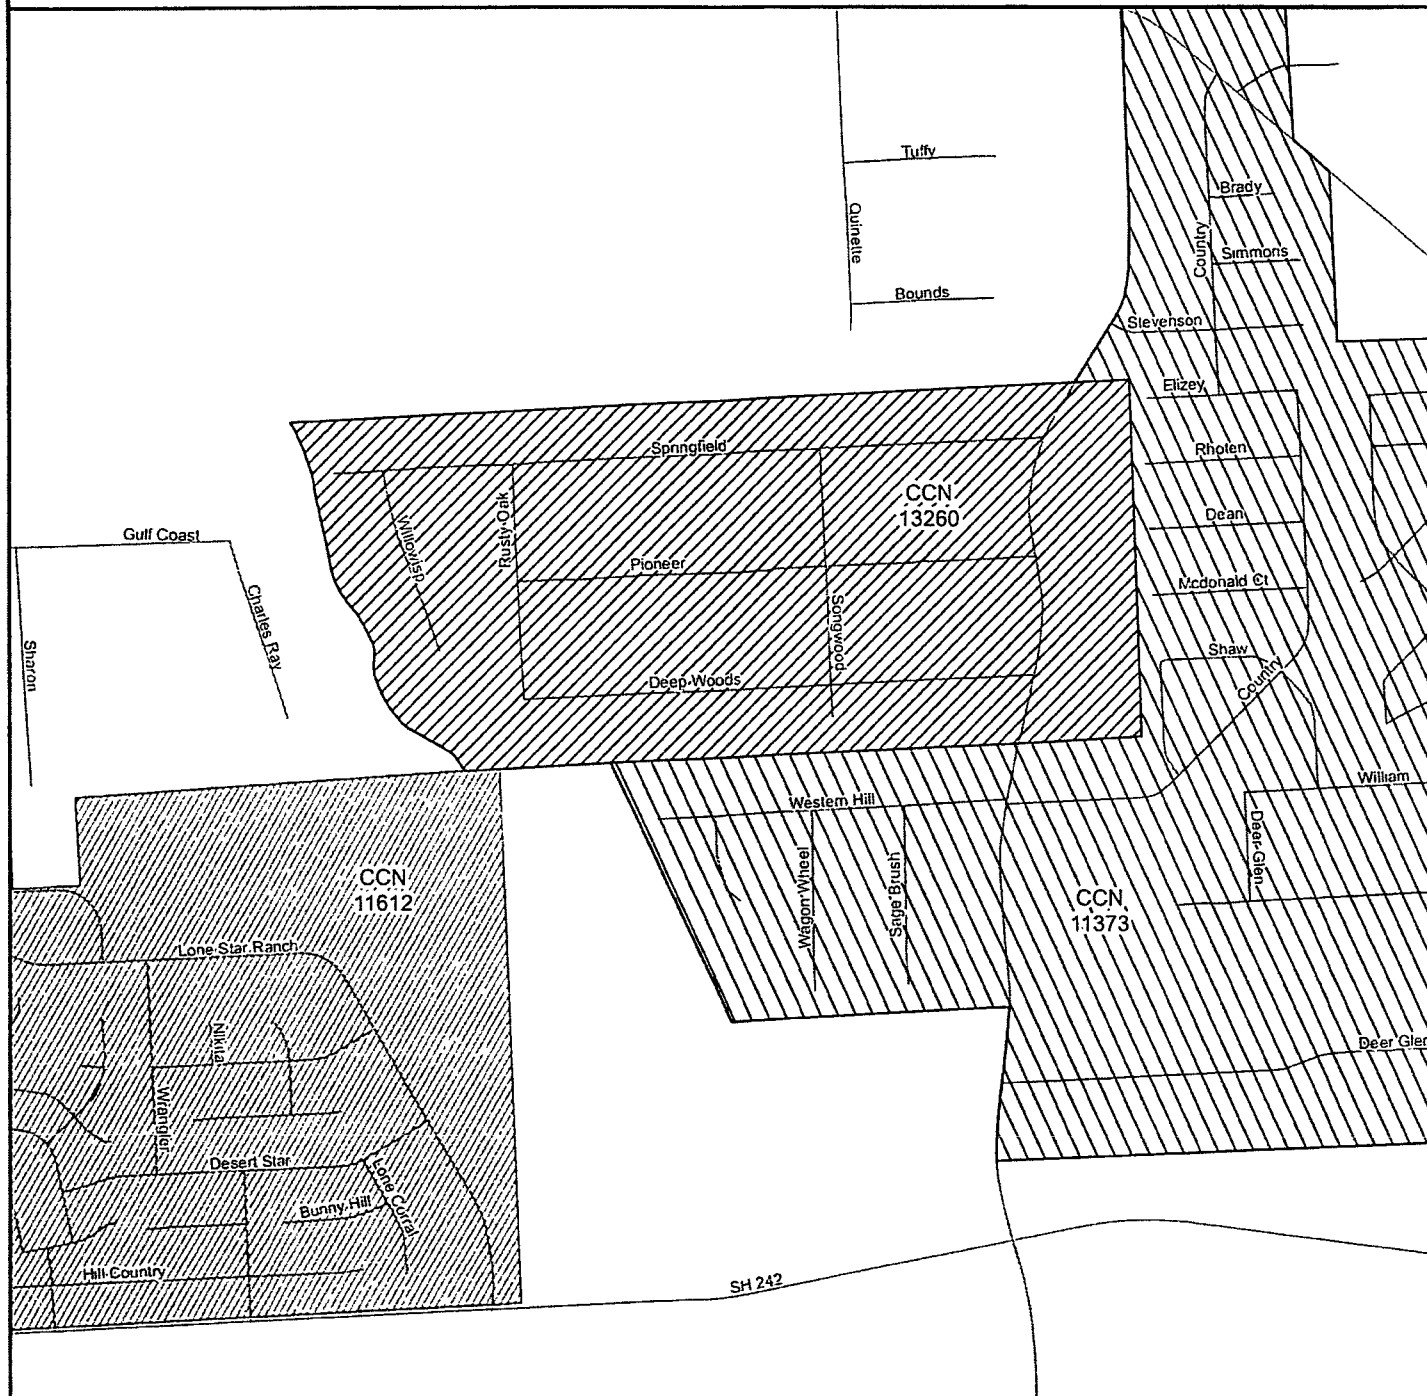 Tuffy
Quinette
Bounds
Brady
Country
Simmons
Stevenson
Elizey
Rhoten
Dean
Mcdonald Ct
Shaw
Country
William
Deer Glen
Springfield
CCN
13260
Willowisp
Rusty Oak
Pioneer
Songwood
Deep Woods
Gulf Coast
Charles Ray
Sharon
Western Hill
Wagon Wheel
Sage Brush
CCN
11373
Deer Glen
CCN
11612
Lone Star Ranch
Nikita
Wrangler
Desert Star
Lone Corral
Bunny Hill
Hill Country
SH 242